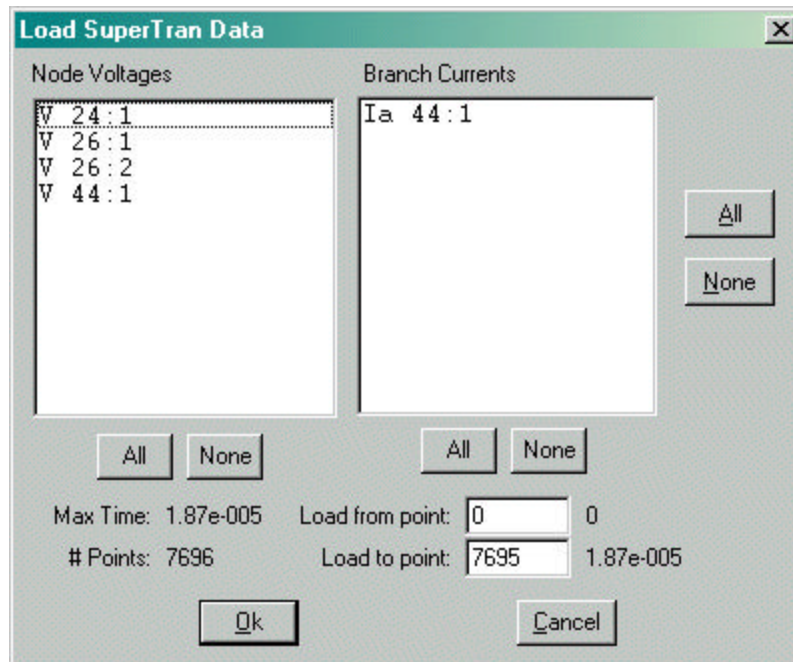 Load SuperTran Data
Node Voltages
Branch Currents
V 24:1
V 26:1
V 26:2
V 44:1
Ia 44:1
All
None
All None
All None
Max Time: 1.87e-005 Load from point: 0 0
# Points: 7696 Load to point: 7695 1.87e-005
Ok Cancel